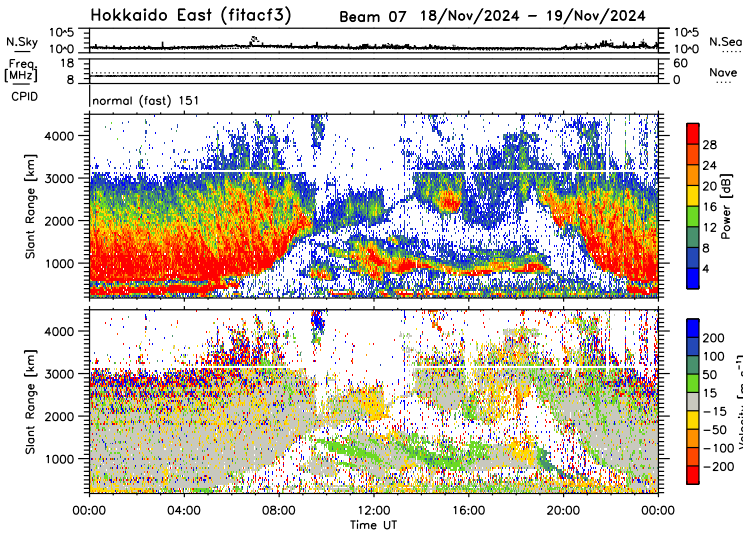 Hokkaido East (fitacf3) Beam 07 18/Nov/2024 - 19/Nov/2024
N.Sky 10^5 10^0 10^5 10^0 N.Sea
Freq. [MHz] 18 8 60 0 Nave
CPID normal (fast) 151
Slant Range [km]
4000
3000
2000
1000
Power [dB]
28
24
20
16
12
8
4
Slant Range [km]
4000
3000
2000
1000
200
100
50
15
-15
-50
-100
-200
Velocity [m s⁻¹]
00:00 04:00 08:00 12:00 16:00 20:00 00:00
Time UT